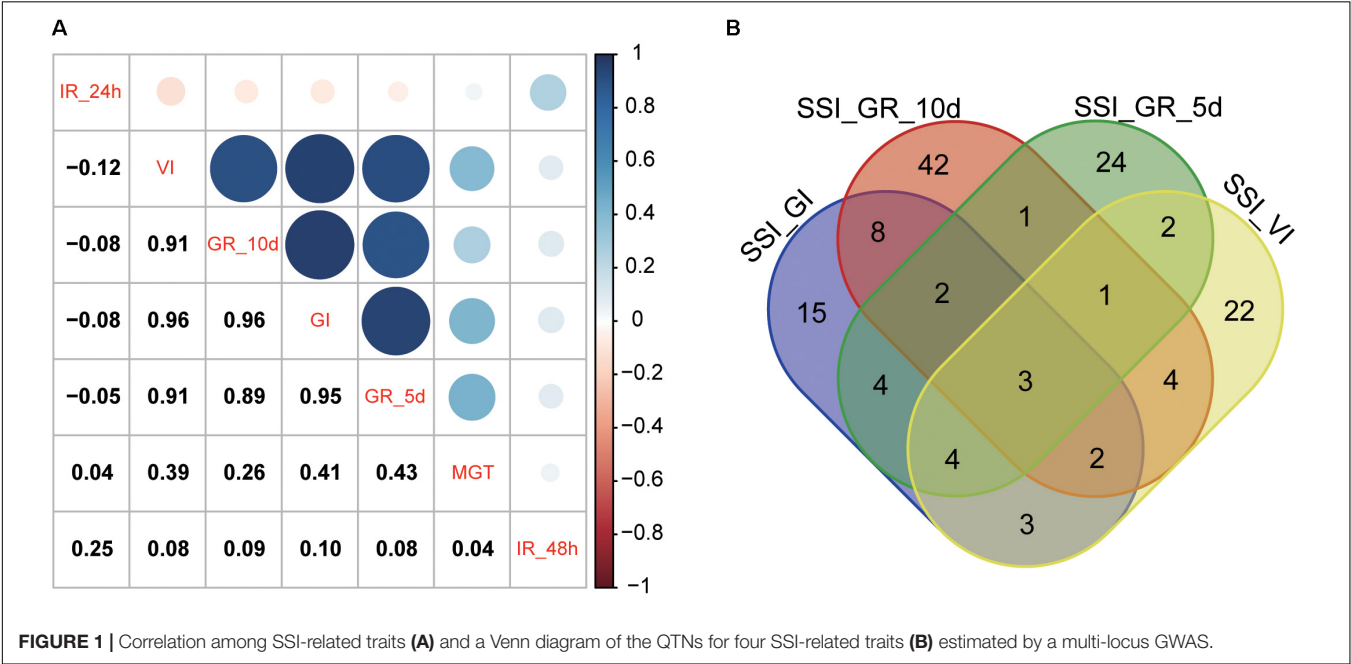 A
IR_24h
−0.12 VI
−0.08 0.91 GR_10d
−0.08 0.96 0.96 GI
−0.05 0.91 0.89 0.95 GR_5d
0.04 0.39 0.26 0.41 0.43 MGT
0.25 0.08 0.09 0.10 0.08 0.04 IR_48h
1
0.8
0.6
0.4
0.2
0
−0.2
−0.4
−0.6
−0.8
−1
B
SSI_GR_10d SSI_GR_5d
SSI_GI SSI_VI
42 24
8 1 2
15 2 1 22
4 3 4
4 2
3
FIGURE 1 | Correlation among SSI-related traits (A) and a Venn diagram of the QTNs for four SSI-related traits (B) estimated by a multi-locus GWAS.